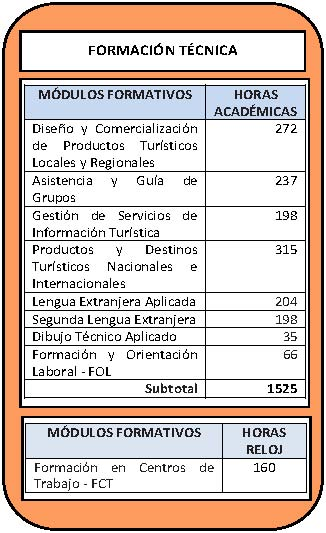 FORMACIÓN TÉCNICA
MÓDULOS FORMATIVOS HORAS
ACADÉMICAS
Diseño y Comercialización 272
de Productos Turísticos
Locales y Regionales
Asistencia y Guía de 237
Grupos
Gestión de Servicios de 198
Información Turística
Productos y Destinos 315
Turísticos Nacionales e
Internacionales
Lengua Extranjera Aplicada 204
Segunda Lengua Extranjera 198
Dibujo Técnico Aplicado 35
Formación y Orientación 66
Laboral - FOL
Subtotal 1525
MÓDULOS FORMATIVOS HORAS
RELOJ
Formación en Centros de 160
Trabajo - FCT